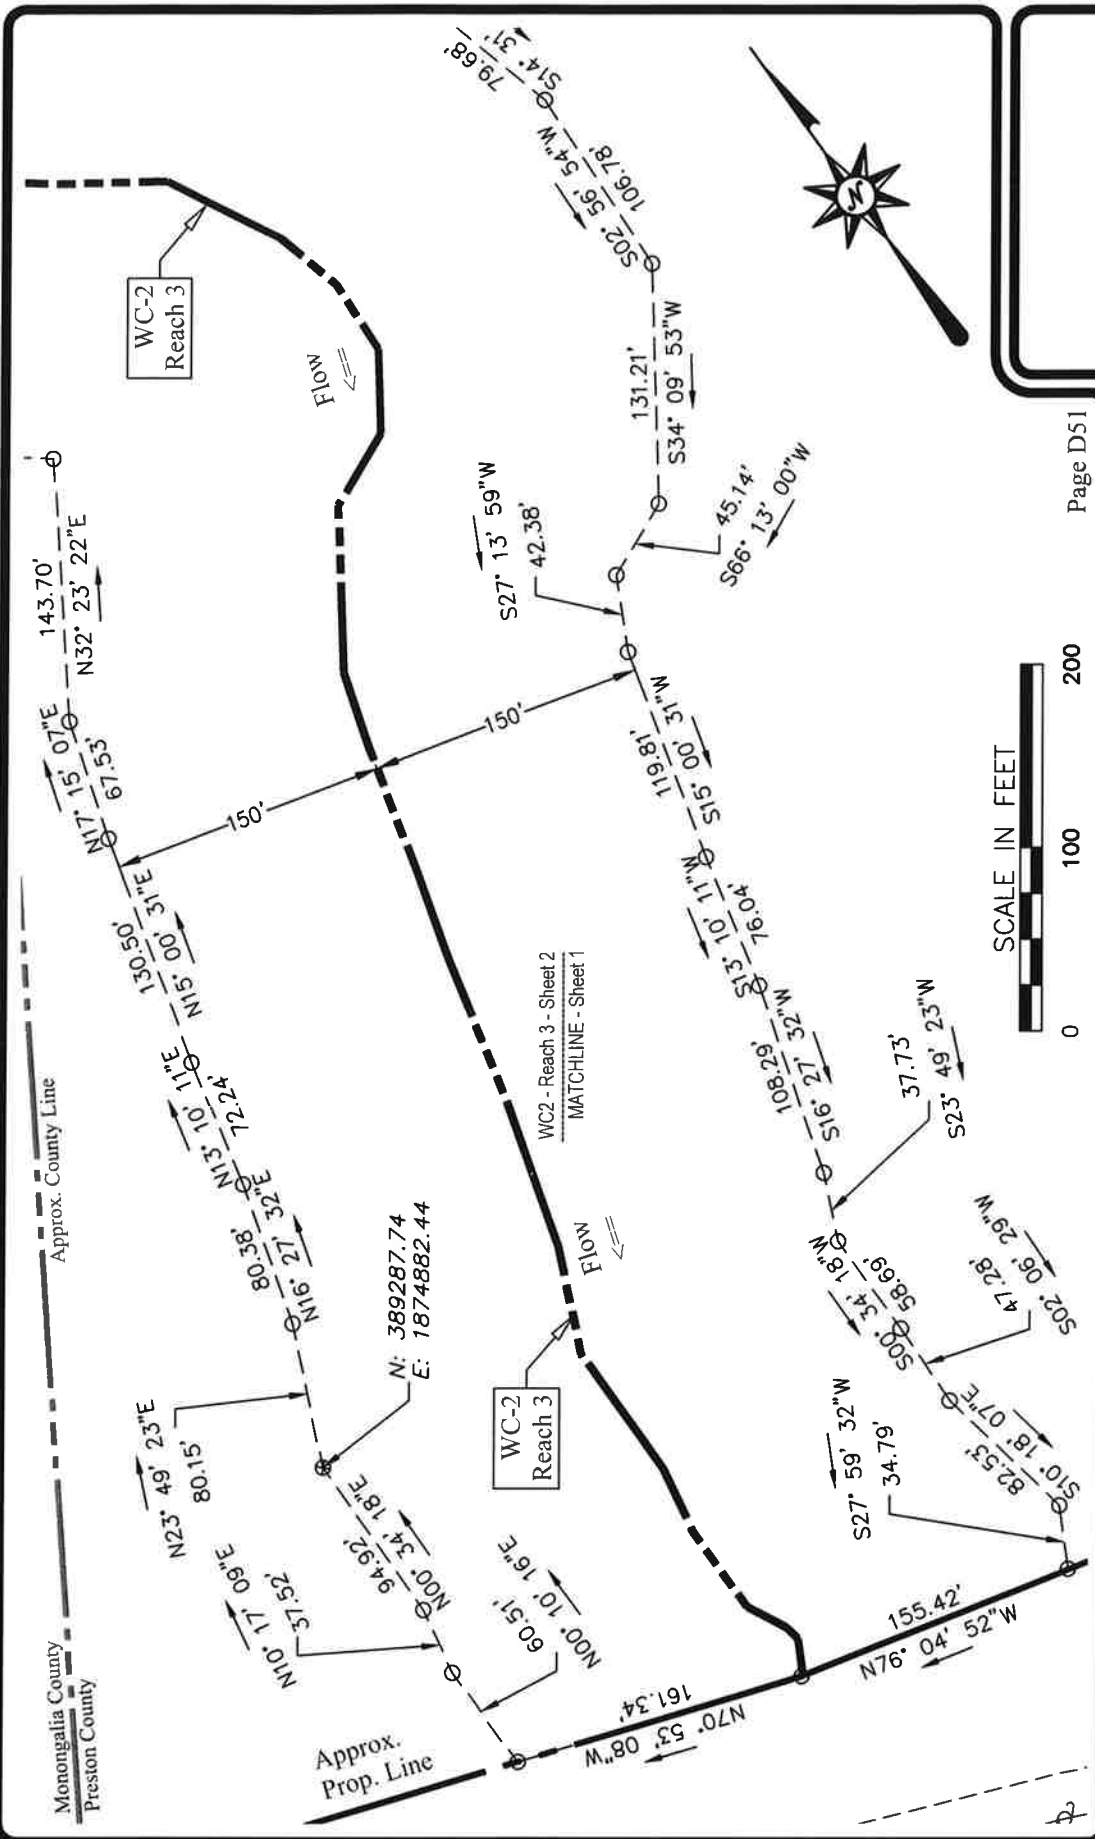 Monongalia County
Preston County
Approx. County Line
WC-2
Reach 3
Flow
143.70'
N32° 23' 22"E
N17° 15' 07"E
67.53'
130.50'
N15° 00' 31"E
N13° 10' 11"E
72.24'
80.38'
N16° 27' 32"E
N23° 49' 23"E
80.15'
N: 389287.74
E: 1874882.44
94.92'
N00° 34' 18"E
N10° 17' 09"E
37.52'
60.51'
N00° 10' 16"E
Approx.
Prop. Line
161.34'
N70° 53' 08"W
155.42'
N76° 04' 52"W
WC-2
Reach 3
Flow
150'
150'
WC2 - Reach 3 - Sheet 2
MATCHLINE - Sheet 1
79.68'
S14° 31'
S02° 56' 54"W
106.78'
131.21'
S34° 09' 53"W
45.14'
S66° 13' 00"W
S27° 13' 59"W
42.38'
119.81'
S15° 00' 31"W
S13° 10' 11"W
76.04'
108.29'
S16° 27' 32"W
37.73'
S23° 49' 23"W
S00° 34' 18"W
58.69'
47.28'
S02° 06' 29"W
82.53'
S10° 18' 07"E
S27° 59' 32"W
34.79'
N
SCALE IN FEET
0 100 200
Page D51